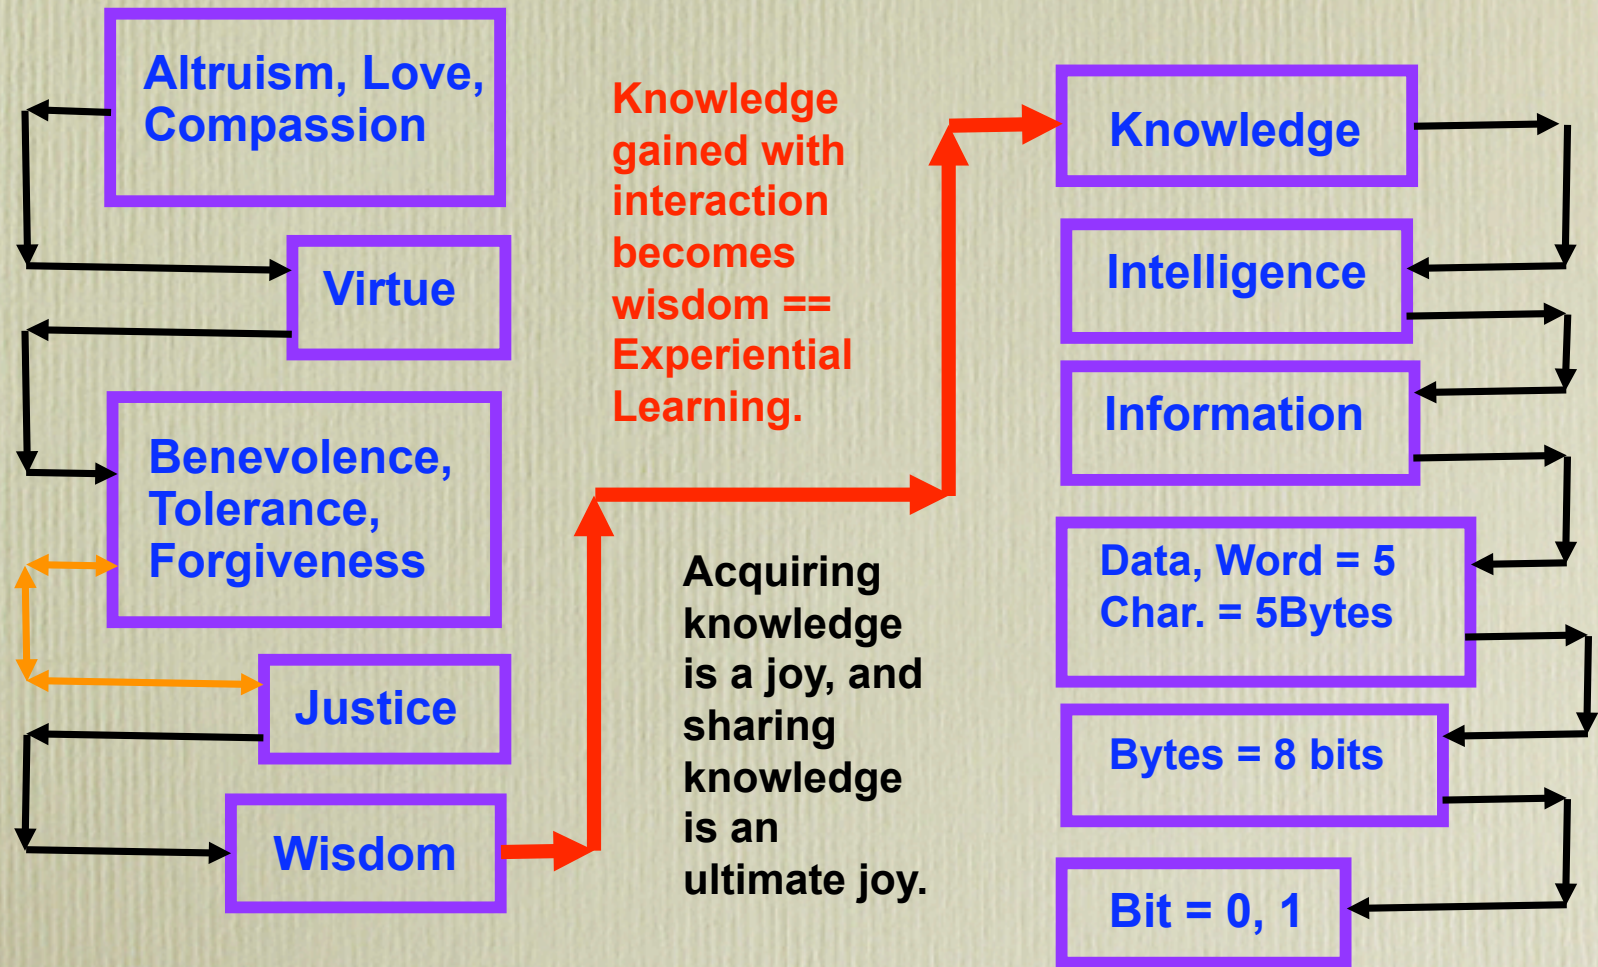 Altruism, Love,
Compassion
Virtue
Benevolence,
Tolerance,
Forgiveness
Justice
Wisdom
Knowledge
gained with
interaction
becomes
wisdom ==
Experiential
Learning.
Acquiring
knowledge
is a joy, and
sharing
knowledge
is an
ultimate joy.
Knowledge
Intelligence
Information
Data, Word = 5
Char. = 5Bytes
Bytes = 8 bits
Bit = 0, 1